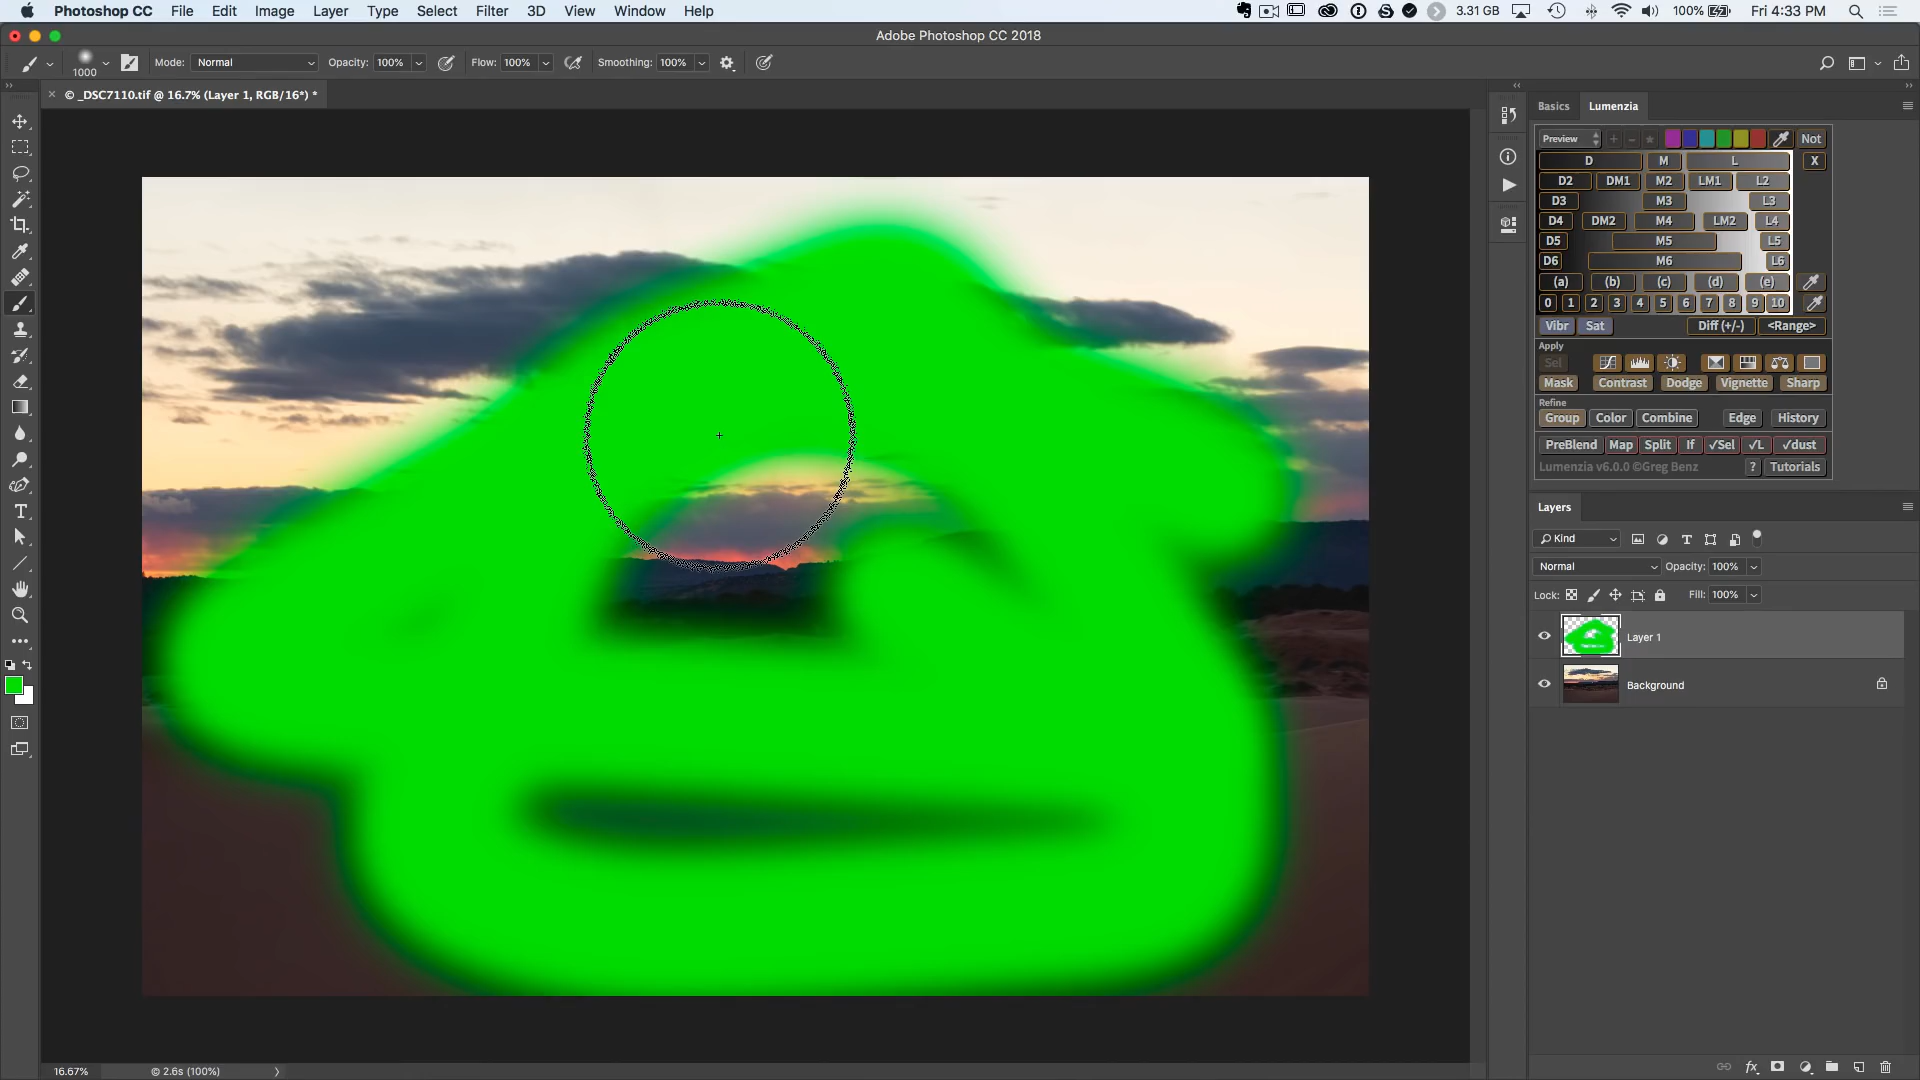 Photoshop CC File Edit Image Layer Type Select Filter 3D View Window Help 3.31 GB 100% Fri 4:33 PM
Adobe Photoshop CC 2018
1000 Mode: Normal Opacity: 100% Flow: 100% Smoothing: 100%
× © _DSC7110.tif @ 16.7% (Layer 1, RGB/16*) *
Basics Lumenzia
Preview Not
D M L X
D2 DM1 M2 LM1 L2
D3 M3 L3
D4 DM2 M4 LM2 L4
D5 M5 L5
D6 M6 L6
(a) (b) (c) (d) (e)
0 1 2 3 4 5 6 7 8 9 10
Vibr Sat Diff (+/-) <Range>
Apply
Sel
Mask Contrast Dodge Vignette Sharp
Refine
Group Color Combine Edge History
PreBlend Map Split If √Sel √L √dust
Lumenzia v6.0.0 ©Greg Benz ? Tutorials
Layers
Kind
Normal Opacity: 100%
Lock: Fill: 100%
Layer 1
Background
16.67% © 2.6s (100%)